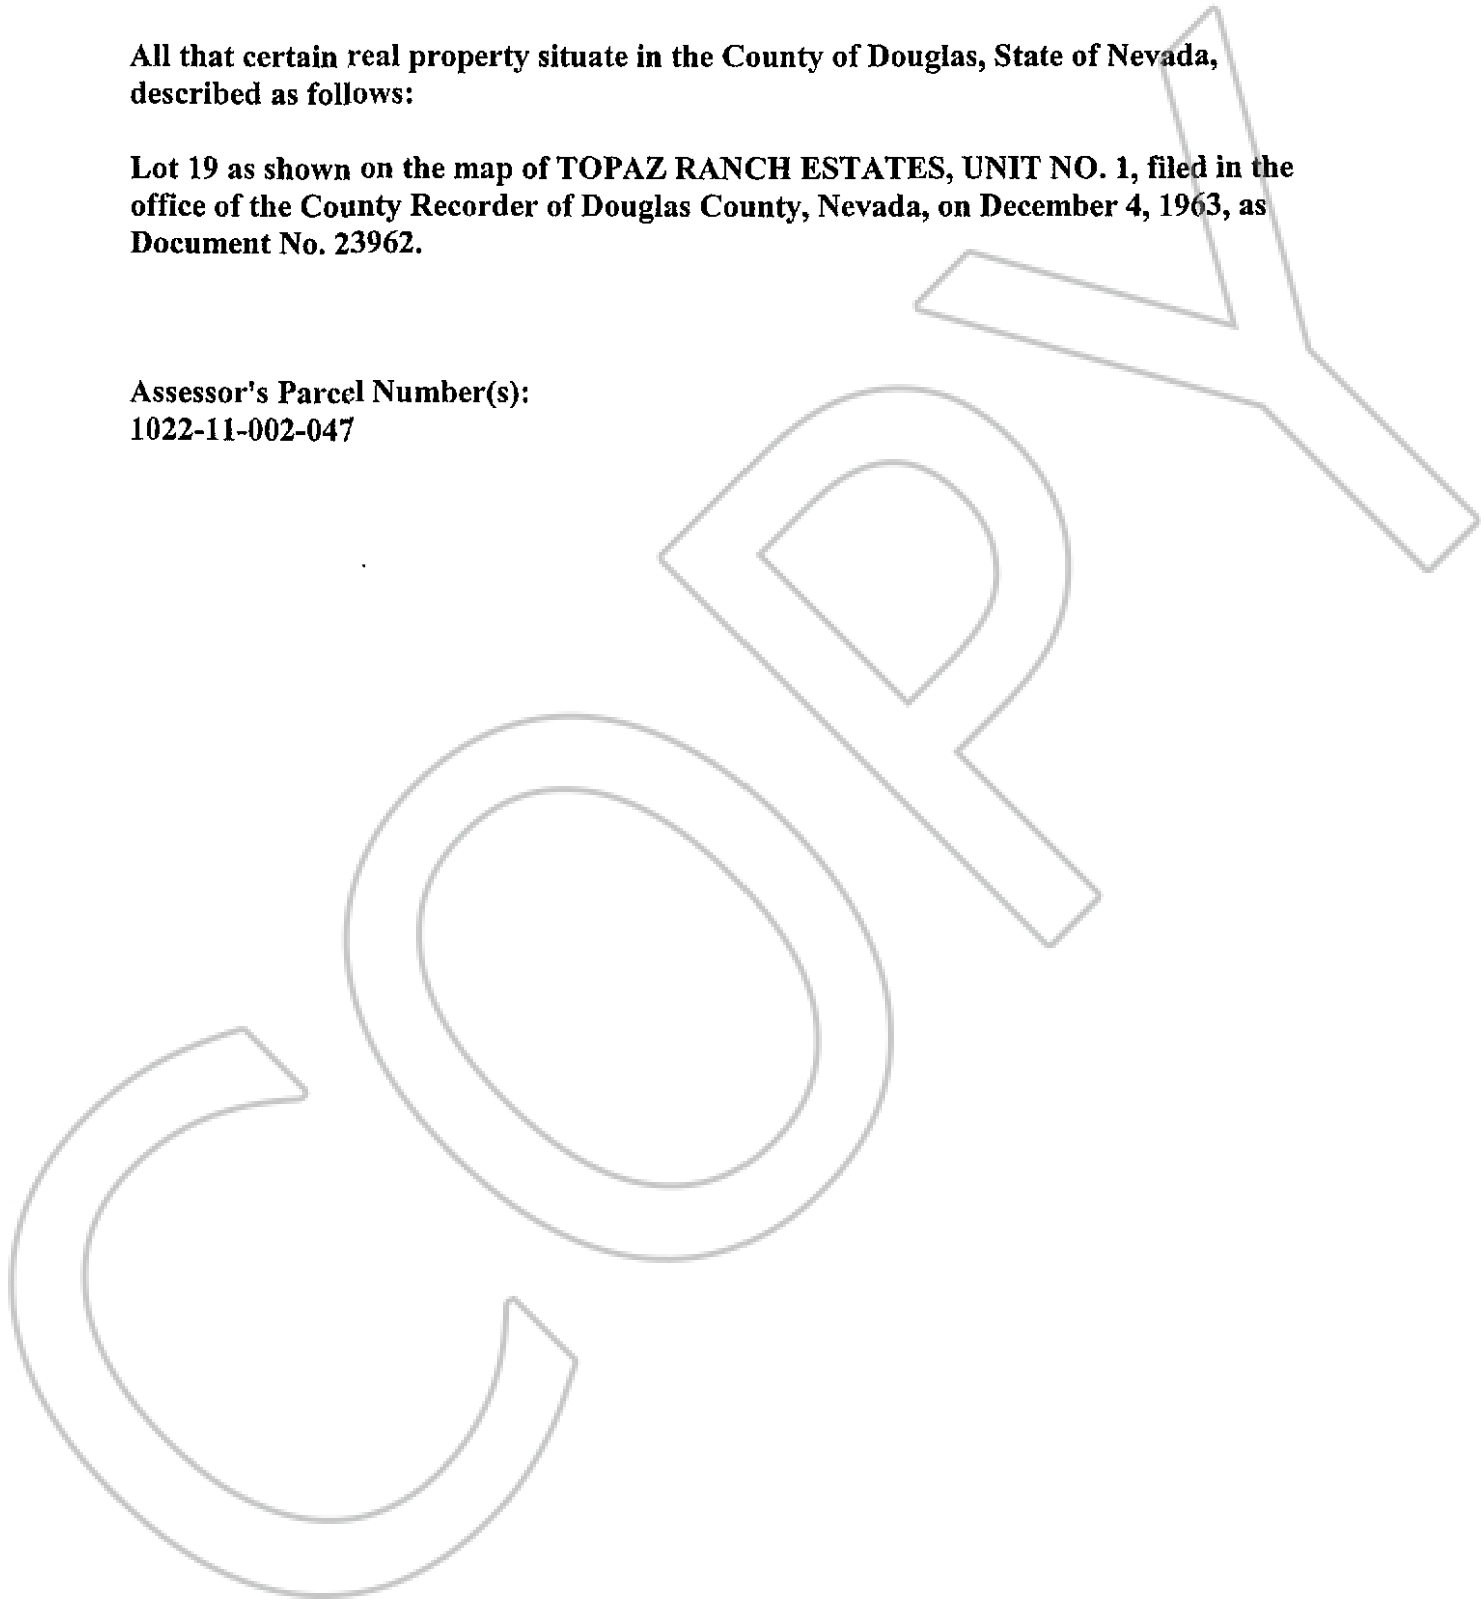 All that certain real property situate in the County of Douglas, State of Nevada,
described as follows:
Lot 19 as shown on the map of TOPAZ RANCH ESTATES, UNIT NO. 1, filed in the
office of the County Recorder of Douglas County, Nevada, on December 4, 1963, as
Document No. 23962.
Assessor's Parcel Number(s):
1022-11-002-047
COPY